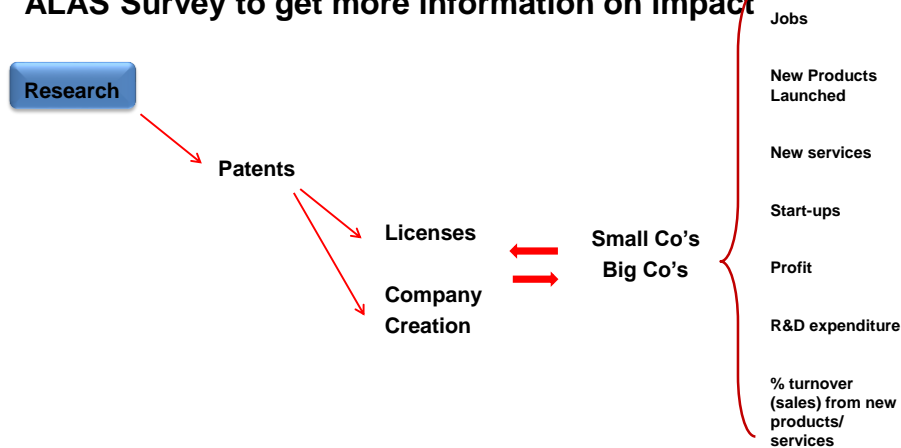 ALAS Survey to get more information on impact
Research
Patents
Licenses
Company
Creation
Small Co's
Big Co's
Jobs
New Products
Launched
New services
Start-ups
Profit
R&D expenditure
% turnover
(sales) from new
products/
services